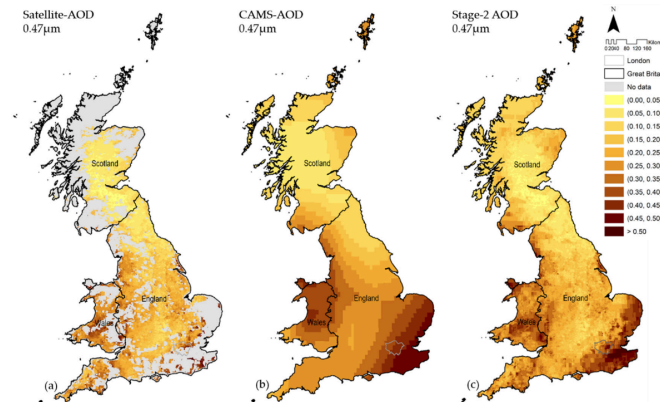 Satellite-AOD
0.47µm
CAMS-AOD
0.47µm
Stage-2 AOD
0.47µm
N
London
Great Brita
No data
(0.00, 0.05
(0.05, 0.10
(0.10, 0.15
(0.15, 0.20
(0.20, 0.25
(0.25, 0.30
(0.30, 0.35
(0.35, 0.40
(0.40, 0.45
(0.45, 0.50
> 0.50
Scotland
England
Wales
(a)
Scotland
England
Wales
(b)
Scotland
England
Wales
(c)